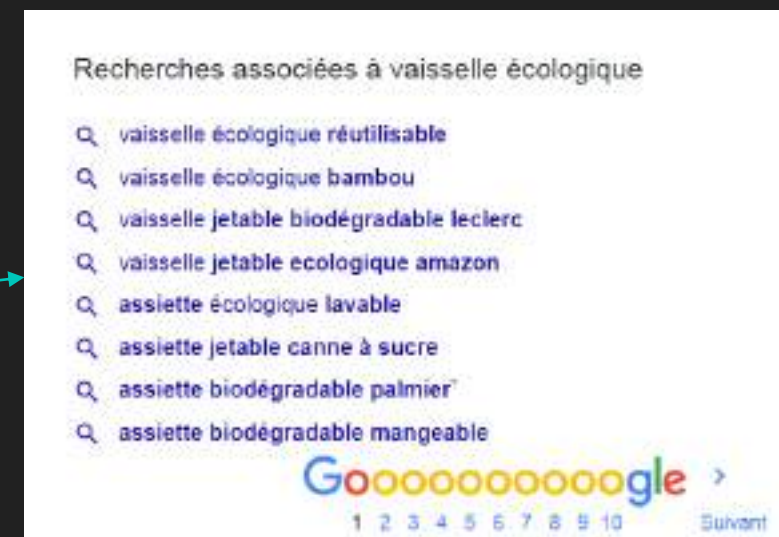 Recherches associées à vaisselle écologique
vaisselle écologique réutilisable
vaisselle écologique bambou
vaisselle jetable biodégradable leclerc
vaisselle jetable ecologique amazon
assiette écologique lavable
assiette jetable canne à sucre
assiette biodégradable palmier
assiette biodégradable mangeable
Goooooooooogle >
1 2 3 4 5 6 7 8 9 10 Suivant